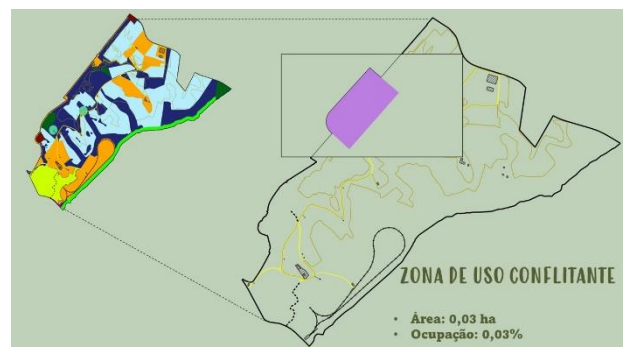 ZONA DE USO CONFLITANTE
• Área: 0,03 ha
• Ocupação: 0,03%